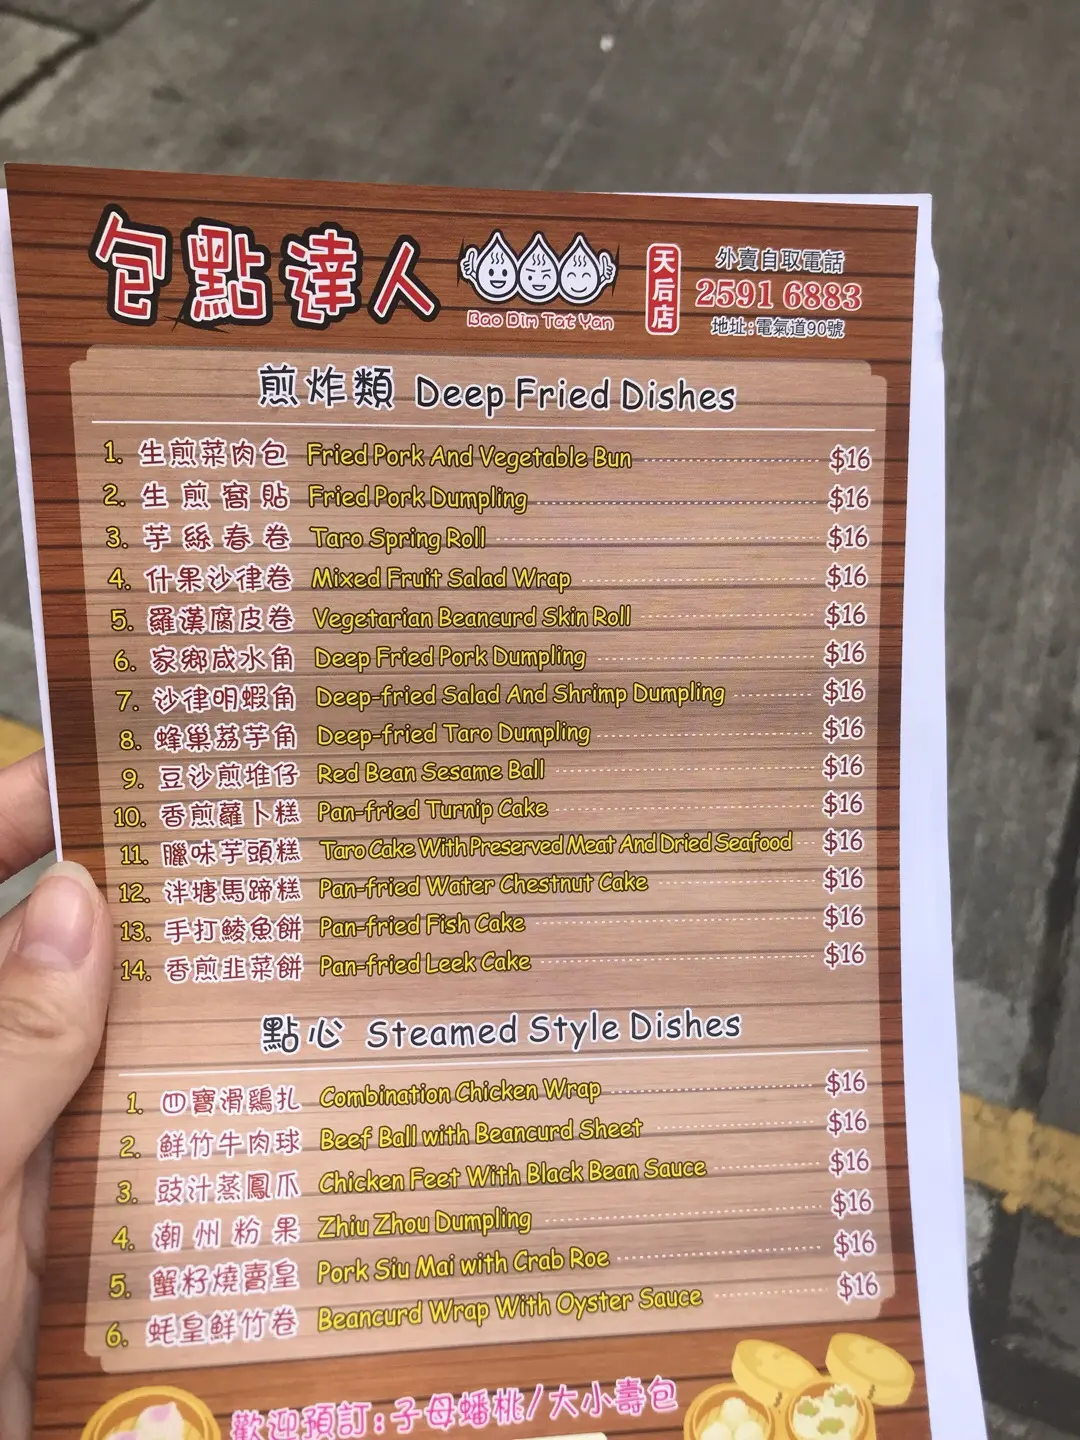 包點達人
Bao Dim Tat Yan
天后店
外賣自取電話
2591 6883
地址:電氣道90號
煎炸類 Deep Fried Dishes
1. 生煎菜肉包 Fried Pork And Vegetable Bun $16
2. 生煎窩貼 Fried Pork Dumpling $16
3. 芋絲春卷 Taro Spring Roll $16
4. 什果沙律卷 Mixed Fruit Salad Wrap $16
5. 羅漢腐皮卷 Vegetarian Beancurd Skin Roll $16
6. 家鄉咸水角 Deep Fried Pork Dumpling $16
7. 沙律明蝦角 Deep-fried Salad And Shrimp Dumpling $16
8. 蜂巢荔芋角 Deep-fried Taro Dumpling $16
9. 豆沙煎堆仔 Red Bean Sesame Ball $16
10. 香煎蘿卜糕 Pan-fried Turnip Cake $16
11. 臘味芋頭糕 Taro Cake With Preserved Meat And Dried Seafood $16
12. 泮塘馬蹄糕 Pan-fried Water Chestnut Cake $16
13. 手打鯪魚餅 Pan-fried Fish Cake $16
14. 香煎韭菜餅 Pan-fried Leek Cake $16
點心 Steamed Style Dishes
1. 四寶滑鷄扎 Combination Chicken Wrap $16
2. 鮮竹牛肉球 Beef Ball with Beancurd Sheet $16
3. 豉汁蒸鳳爪 Chicken Feet With Black Bean Sauce $16
4. 潮州粉果 Zhiu Zhou Dumpling $16
5. 蟹籽燒賣皇 Pork Siu Mai with Crab Roe $16
6. 蚝皇鮮竹卷 Beancurd Wrap With Oyster Sauce $16
歡迎預訂:子母蟠桃/大小壽包